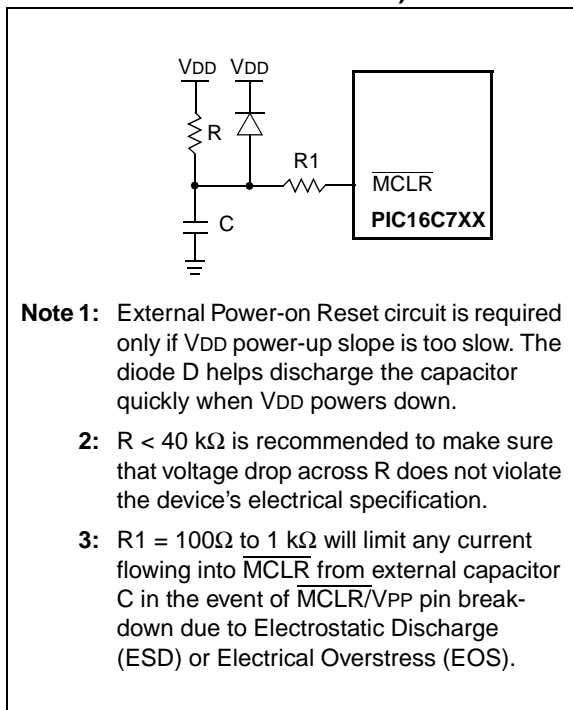 VDD VDD
R
R1
MCLR
PIC16C7XX
C
Note 1: External Power-on Reset circuit is required
only if VDD power-up slope is too slow. The
diode D helps discharge the capacitor
quickly when VDD powers down.
2: R < 40 kΩ is recommended to make sure
that voltage drop across R does not violate
the device's electrical specification.
3: R1 = 100Ω to 1 kΩ will limit any current
flowing into MCLR from external capacitor
C in the event of MCLR/VPP pin break-
down due to Electrostatic Discharge
(ESD) or Electrical Overstress (EOS).